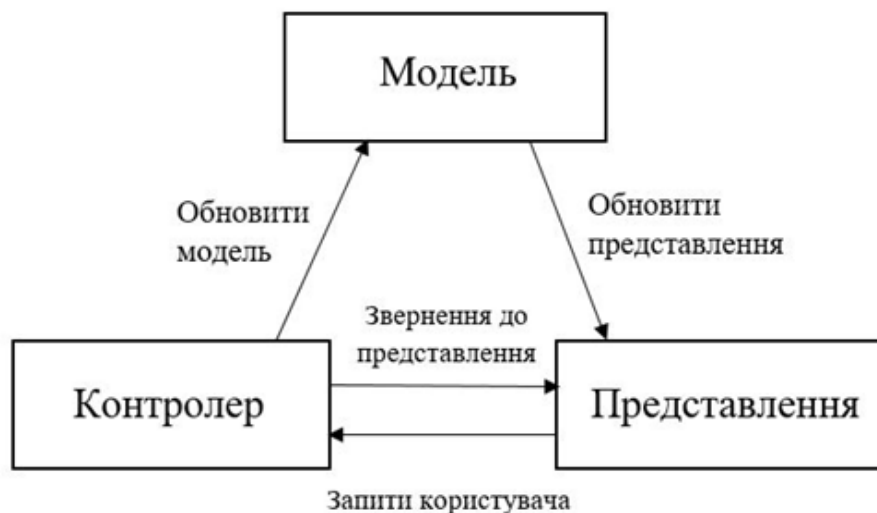 Модель
Обновити
модель
Обновити
представлення
Звернення до
представлення
Контролер
Представлення
Запити користувача